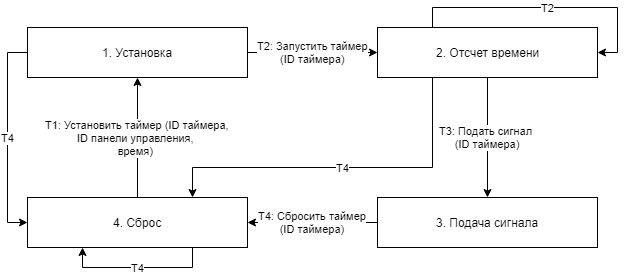 T2
1. Установка
T2: Запустить таймер
(ID таймера)
2. Отсчет времени
T1: Установить таймер (ID таймера,
ID панели управления,
время)
T4
T3: Подать сигнал
(ID таймера)
T4
4. Сброс
T4: Сбросить таймер
(ID таймера)
3. Подача сигнала
T4